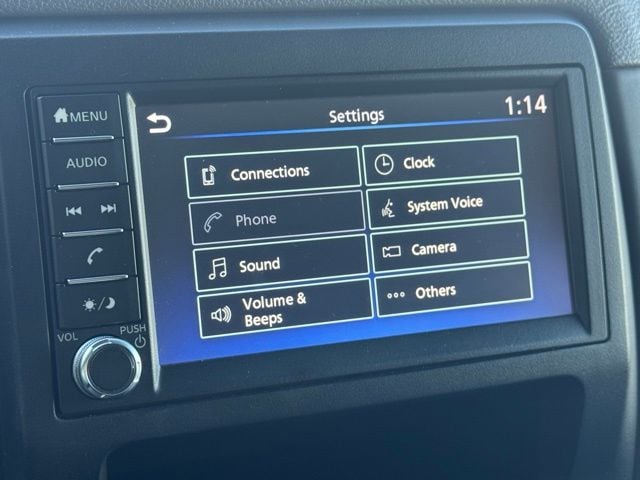 MENU
AUDIO
VOL
PUSH
Settings
1:14
Connections
Clock
Phone
System Voice
Sound
Camera
Volume &
Beeps
Others